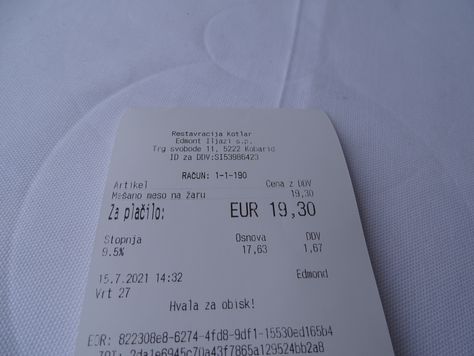 Restavracija Kotlar
Edmont Iljazi s.p.
Trg svobode 11, 5222 Kobarid
ID za DDV:SI53986423
RAČUN: 1-1-190
Artikel Cena z DDV
Mešano meso na žaru 19,30
Za plačilo: EUR 19,30
Stopnja Osnova DDV
9.5% 17,63 1,67
15.7.2021 14:32 Edmond
Vrt 27
Hvala za obisk!
EOR: 822308e8-6274-4fd8-9df1-15530ed165b4
ZOI: 2da1e6945c70a43f7865a129524bb2a8